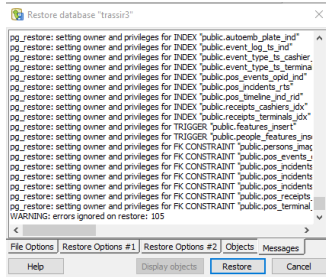 Restore database "trassir3"
pg_restore: setting owner and privileges for INDEX "public.autoemb_plate_ind"
pg_restore: setting owner and privileges for INDEX "public.event_log_ts_ind"
pg_restore: setting owner and privileges for INDEX "public.event_type_ts_cashier_
pg_restore: setting owner and privileges for INDEX "public.event_type_ts_termina
pg_restore: setting owner and privileges for INDEX "public.pos_events_opid_ind"
pg_restore: setting owner and privileges for INDEX "public.pos_incidents_rts"
pg_restore: setting owner and privileges for INDEX "public.pos_timeline_ind_rid"
pg_restore: setting owner and privileges for INDEX "public.receipts_cashiers_idx"
pg_restore: setting owner and privileges for INDEX "public.receipts_terminals_idx"
pg_restore: setting owner and privileges for TRIGGER "public.features_insert"
pg_restore: setting owner and privileges for TRIGGER "public.people_features_ins
pg_restore: setting owner and privileges for FK CONSTRAINT "public.persons_imag
pg_restore: setting owner and privileges for FK CONSTRAINT "public.pos_events_
pg_restore: setting owner and privileges for FK CONSTRAINT "public.pos_incidents
pg_restore: setting owner and privileges for FK CONSTRAINT "public.pos_incidents
pg_restore: setting owner and privileges for FK CONSTRAINT "public.pos_incidents
pg_restore: setting owner and privileges for FK CONSTRAINT "public.pos_receipts_
pg_restore: setting owner and privileges for FK CONSTRAINT "public.pos_terminal_
WARNING: errors ignored on restore: 105
File Options Restore Options #1 Restore Options #2 Objects Messages
Help Display objects Restore Cancel